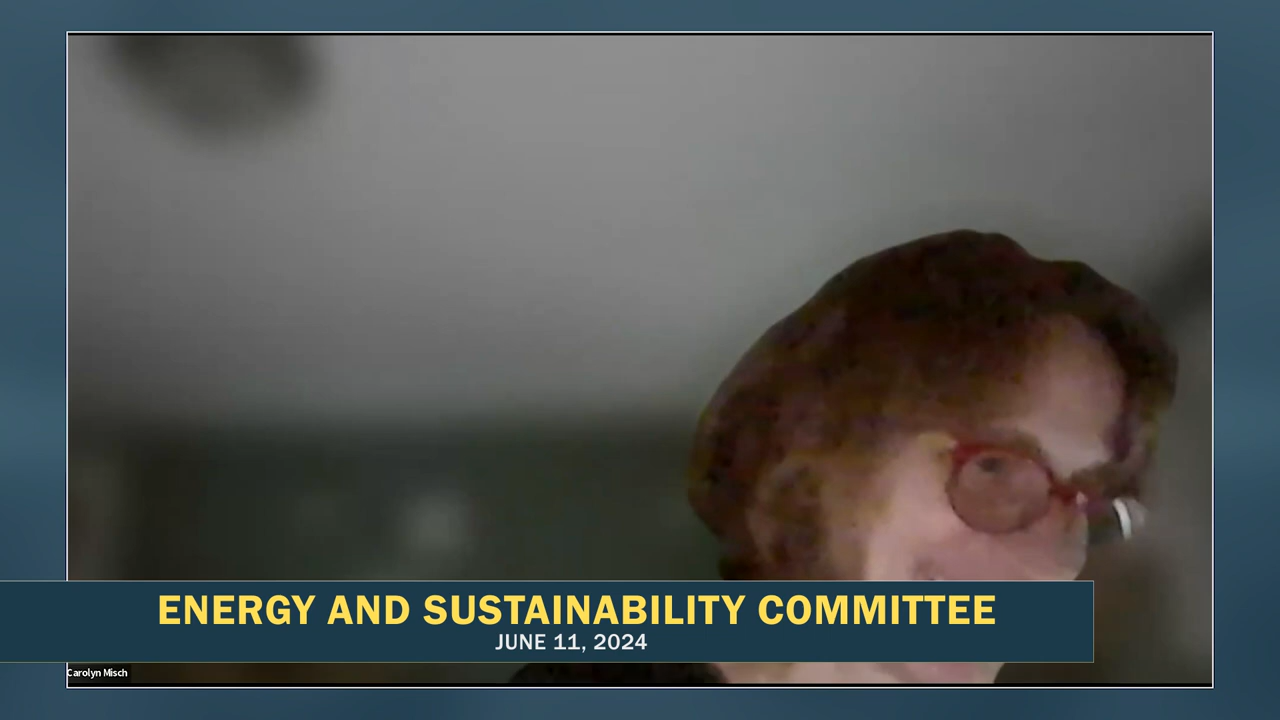 ENERGY AND SUSTAINABILITY COMMITTEE
JUNE 11, 2024
Carolyn Misch